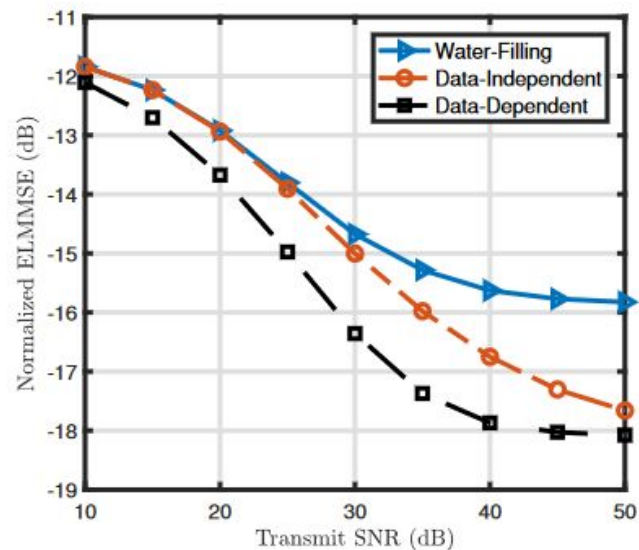 -11
-12
-13
-14
-15
-16
-17
-18
-19
Normalized ELMMSE (dB)
Water-Filling
Data-Independent
Data-Dependent
10
20
30
40
50
Transmit SNR (dB)